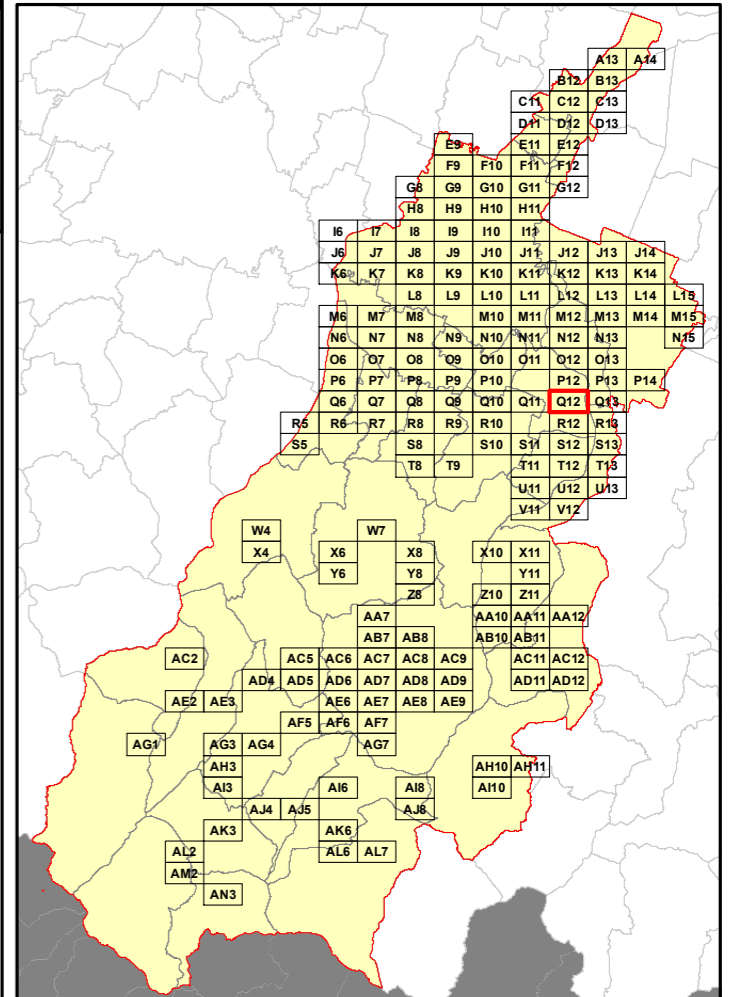 A13 A14
B12 B13
C11 C12 C13
D11 D12 D13
E9 E11 E12
F9 F10 F11 F12
G8 G9 G10 G11 G12
H8 H9 H10 H11
I6 I7 I8 I9 I10 I11
J6 J7 J8 J9 J10 J11 J12 J13 J14
K6 K7 K8 K9 K10 K11 K12 K13 K14
L8 L9 L10 L11 L12 L13 L14 L15
M6 M7 M8 M10 M11 M12 M13 M14 M15
N6 N7 N8 N9 N10 N11 N12 N13 N15
O6 O7 O8 O9 O10 O11 O12 O13
P6 P7 P8 P9 P10 P12 P13 P14
Q6 Q7 Q8 Q9 Q10 Q11 Q12 Q13
R5 R6 R7 R8 R9 R10 R12 R13
S5 S8 S10 S11 S12 S13
T8 T9 T11 T12 T13
U11 U12 U13
V11 V12
W4 W7
X4 X6 X8 X10 X11
Y6 Y8 Y11
Z8 Z10 Z11
AA7 AA10 AA11 AA12
AB7 AB8 AB10 AB11
AC2 AC5 AC6 AC7 AC8 AC9 AC11 AC12
AD4 AD5 AD6 AD7 AD8 AD9 AD11 AD12
AE2 AE3 AE6 AE7 AE8 AE9
AF5 AF6 AF7
AG1 AG3 AG4 AG7
AH3 AH10 AH11
AI3 AI6 AI8 AI10
AJ4 AJ5 AJ8
AK3 AK6
AL2 AL6 AL7
AM2
AN3